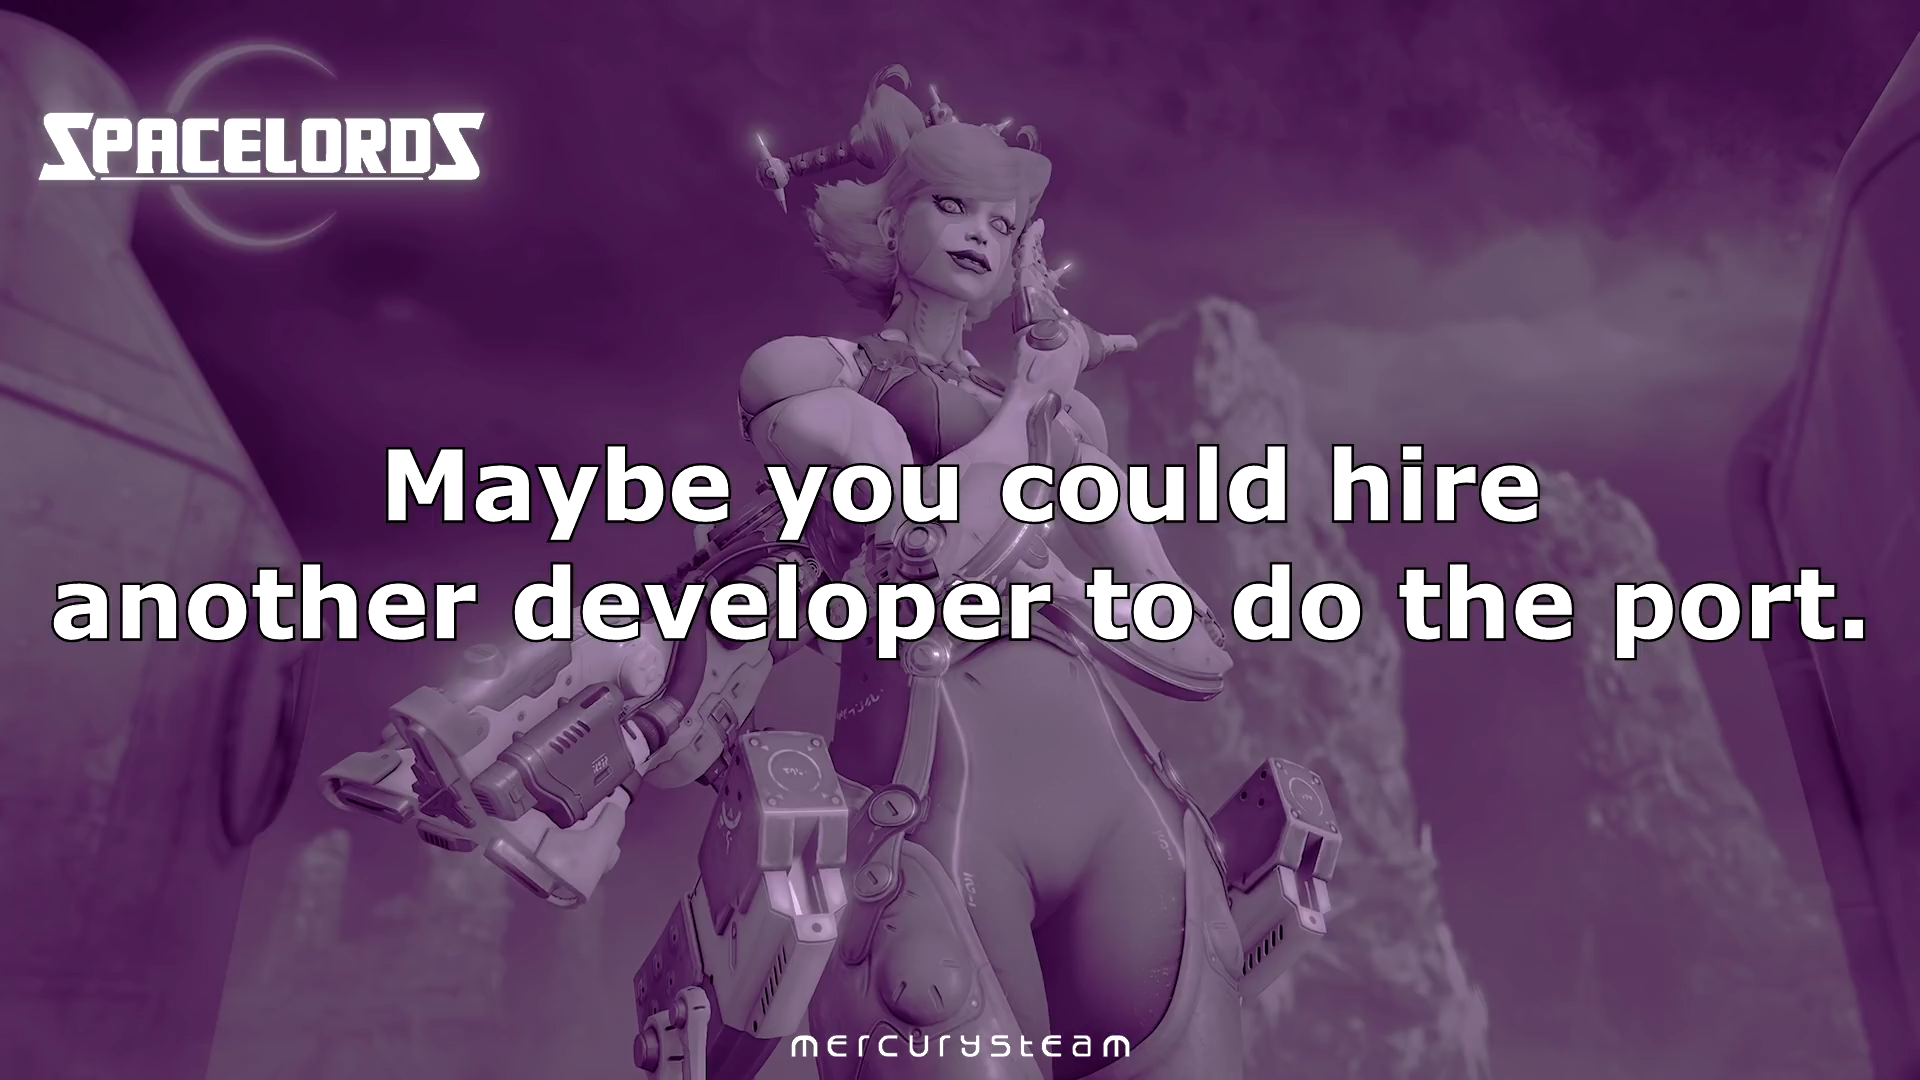 SPACELORDS
Maybe you could hire
another developer to do the port.
mercurysteam